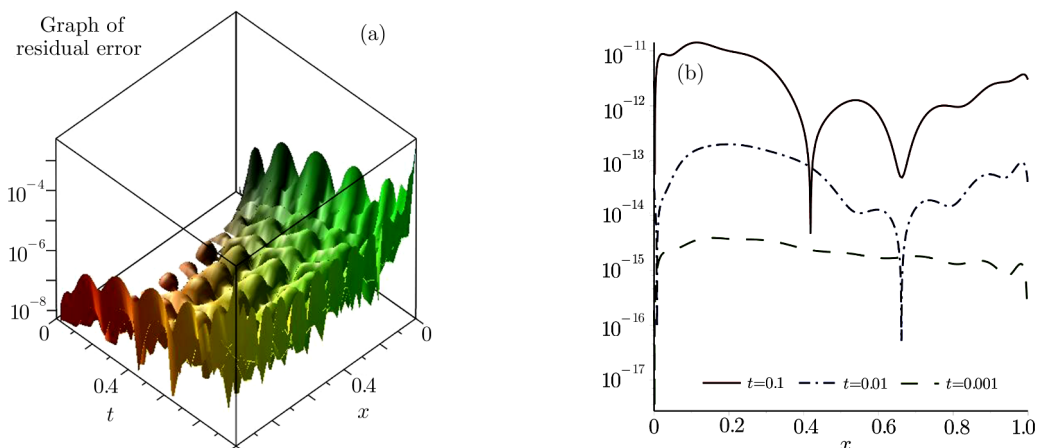 Graph of
residual error
(a)
10⁻⁴
10⁻⁶
10⁻⁸
0
0.4
t
0
0.4
x
(b)
10⁻¹¹
10⁻¹²
10⁻¹³
10⁻¹⁴
10⁻¹⁵
10⁻¹⁶
10⁻¹⁷
t=0.1 t=0.01 t=0.001
0 0.2 0.4 0.6 0.8 1.0
x